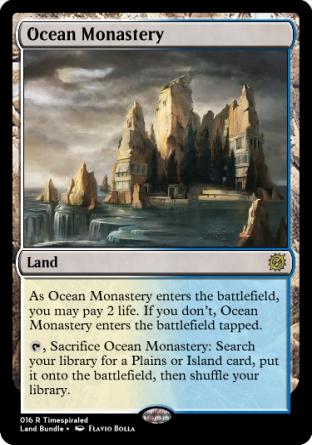 Ocean Monastery
Land
As Ocean Monastery enters the battlefield,
you may pay 2 life. If you don't, Ocean
Monastery enters the battlefield tapped.
, Sacrifice Ocean Monastery: Search
your library for a Plains or Island card, put
it onto the battlefield, then shuffle your
library.
016 R Timespiraled
Land Bundle • Flavio Bolla